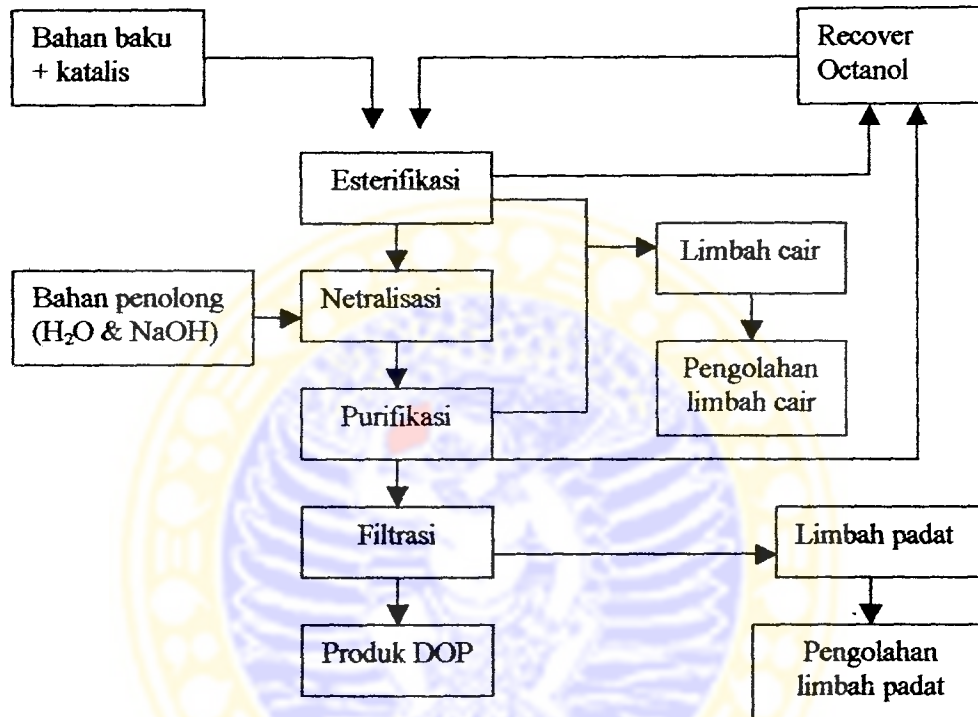 Bahan baku
+ katalis
Recover
Octanol
Esterifikasi
Limbah cair
Bahan penolong
(H₂O & NaOH)
Netralisasi
Pengolahan
limbah cair
Purifikasi
Filtrasi
Limbah padat
Produk DOP
Pengolahan
limbah padat